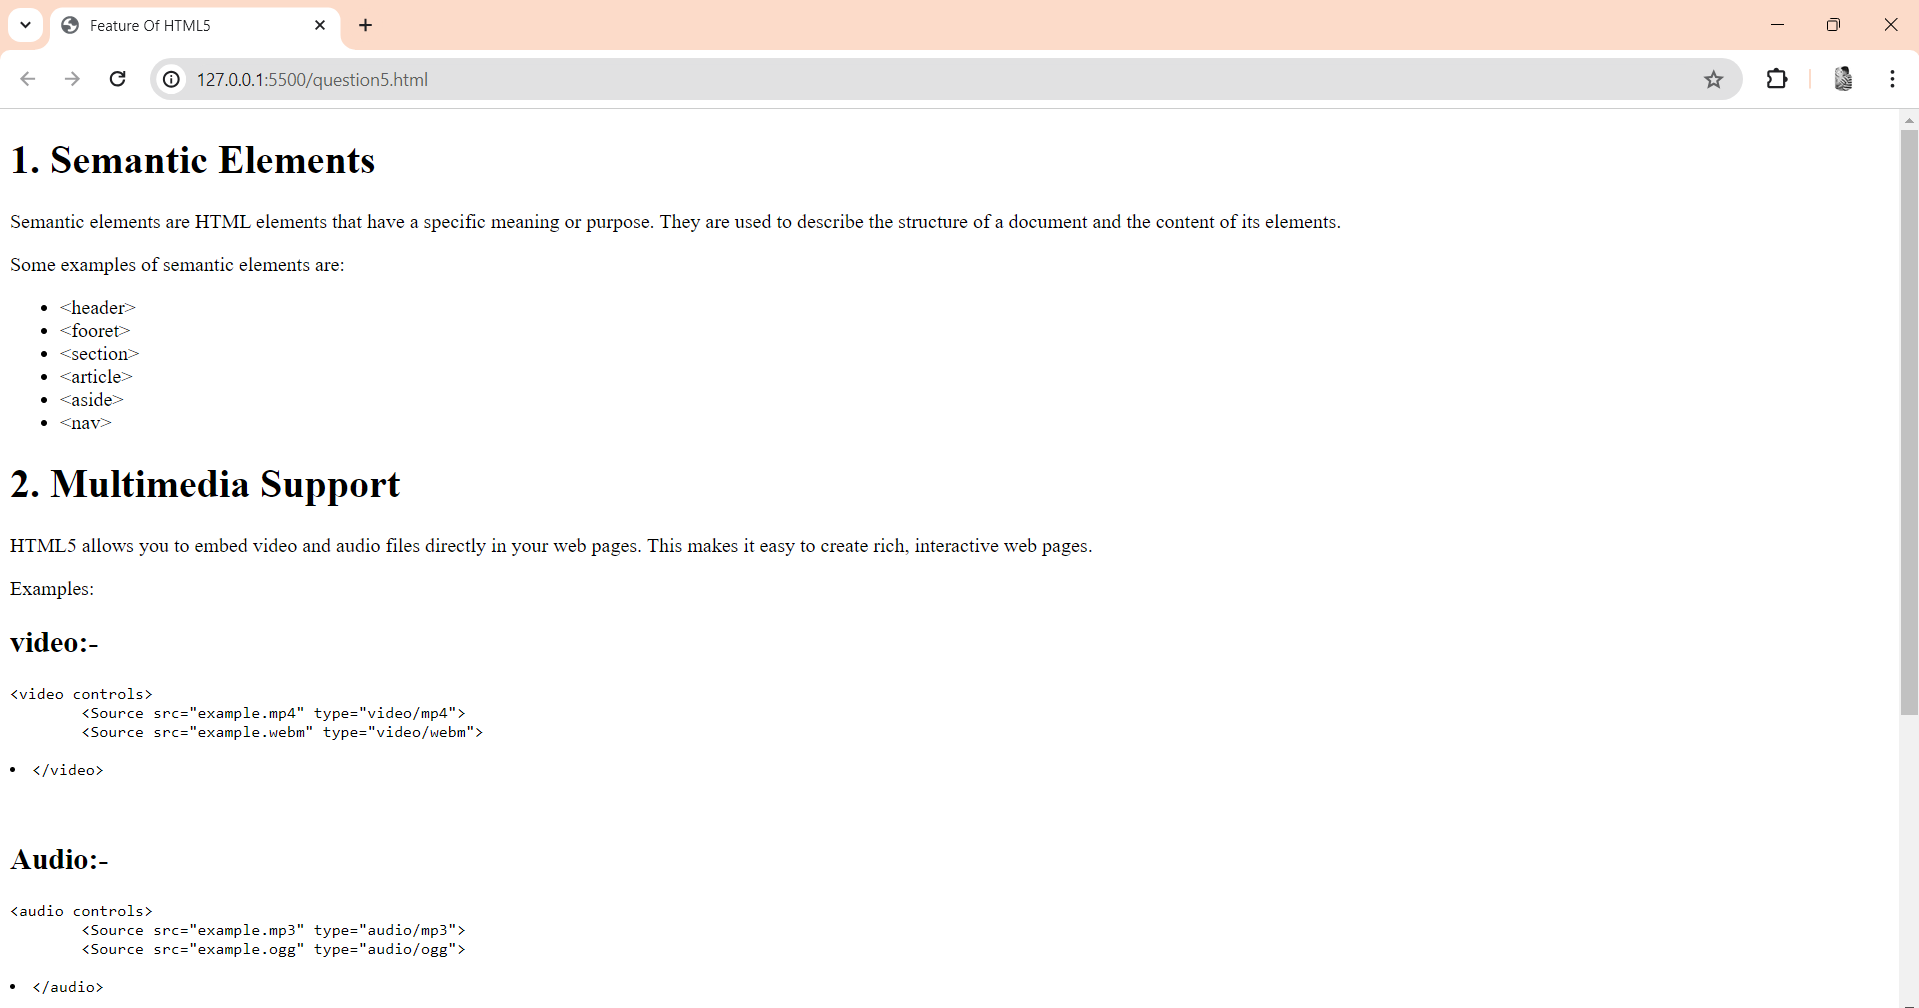 Feature Of HTML5
127.0.0.1:5500/question5.html
1. Semantic Elements
Semantic elements are HTML elements that have a specific meaning or purpose. They are used to describe the structure of a document and the content of its elements.
Some examples of semantic elements are:
• <header>
• <fooret>
• <section>
• <article>
• <aside>
• <nav>
2. Multimedia Support
HTML5 allows you to embed video and audio files directly in your web pages. This makes it easy to create rich, interactive web pages.
Examples:
video:-
<video controls>
        <Source src="example.mp4" type="video/mp4">
        <Source src="example.webm" type="video/webm">
• </video>
Audio:-
<audio controls>
        <Source src="example.mp3" type="audio/mp3">
        <Source src="example.ogg" type="audio/ogg">
• </audio>